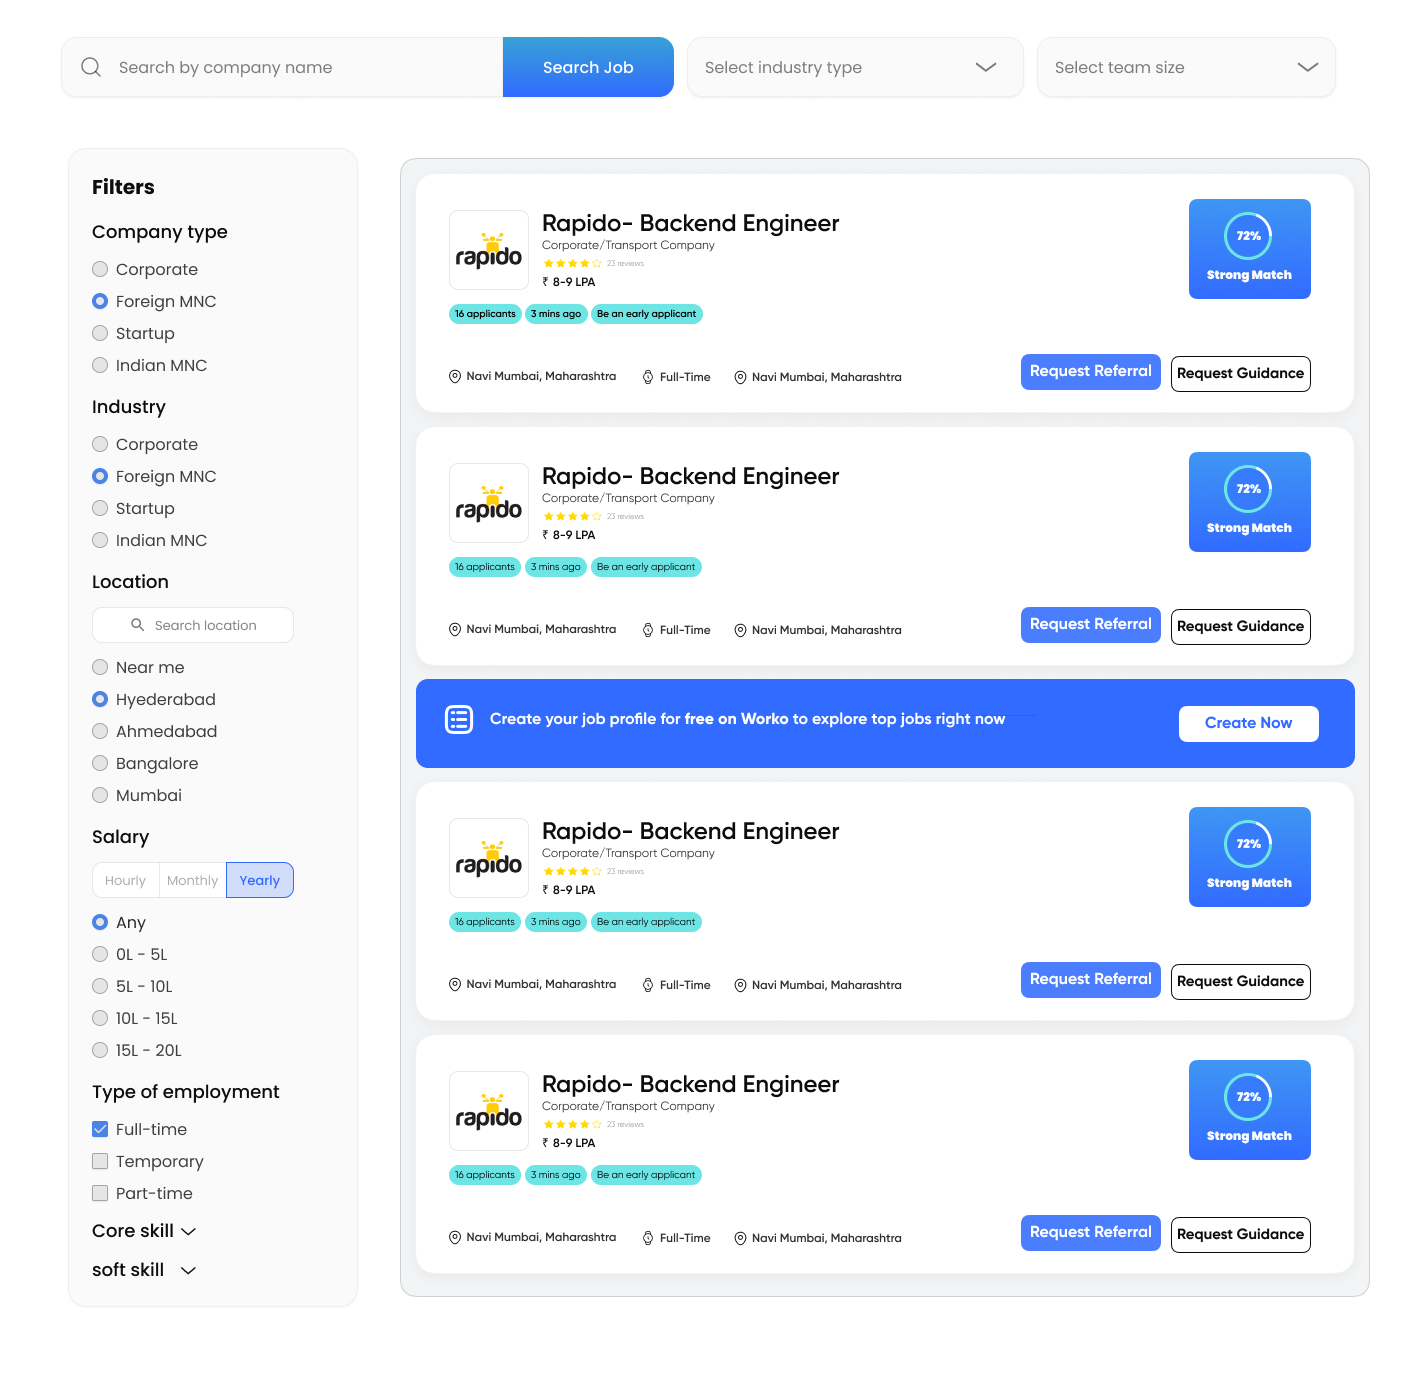 Search by company name
Search Job
Select industry type
Select team size
Filters
Company type
Corporate
Foreign MNC
Startup
Indian MNC
Industry
Corporate
Foreign MNC
Startup
Indian MNC
Location
Search location
Near me
Hyederabad
Ahmedabad
Bangalore
Mumbai
Salary
Hourly Monthly Yearly
Any
0L - 5L
5L - 10L
10L - 15L
15L - 20L
Type of employment
Full-time
Temporary
Part-time
Core skill
soft skill
rapido
Rapido- Backend Engineer
Corporate/Transport Company
23 reviews
₹ 8-9 LPA
16 applicants 3 mins ago Be an early applicant
72%
Strong Match
Navi Mumbai, Maharashtra Full-Time Navi Mumbai, Maharashtra
Request Referral Request Guidance
rapido
Rapido- Backend Engineer
Corporate/Transport Company
23 reviews
₹ 8-9 LPA
16 applicants 3 mins ago Be an early applicant
72%
Strong Match
Navi Mumbai, Maharashtra Full-Time Navi Mumbai, Maharashtra
Request Referral Request Guidance
Create your job profile for free on Worko to explore top jobs right now
Create Now
rapido
Rapido- Backend Engineer
Corporate/Transport Company
23 reviews
₹ 8-9 LPA
16 applicants 3 mins ago Be an early applicant
72%
Strong Match
Navi Mumbai, Maharashtra Full-Time Navi Mumbai, Maharashtra
Request Referral Request Guidance
rapido
Rapido- Backend Engineer
Corporate/Transport Company
23 reviews
₹ 8-9 LPA
16 applicants 3 mins ago Be an early applicant
72%
Strong Match
Navi Mumbai, Maharashtra Full-Time Navi Mumbai, Maharashtra
Request Referral Request Guidance